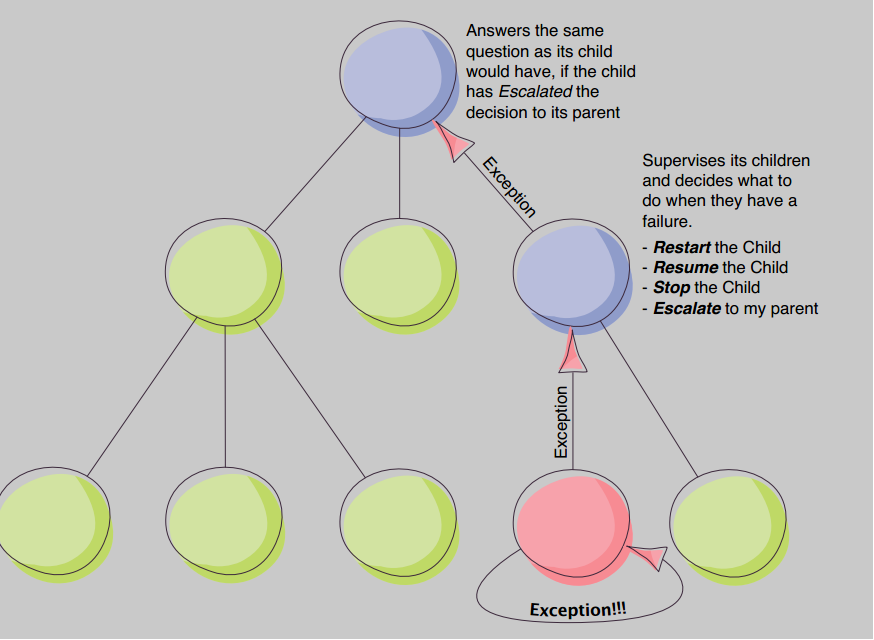 Answers the same
question as its child
would have, if the child
has Escalated the
decision to its parent
Exception
Supervises its children
and decides what to
do when they have a
failure.
- Restart the Child
- Resume the Child
- Stop the Child
- Escalate to my parent
Exception
Exception!!!